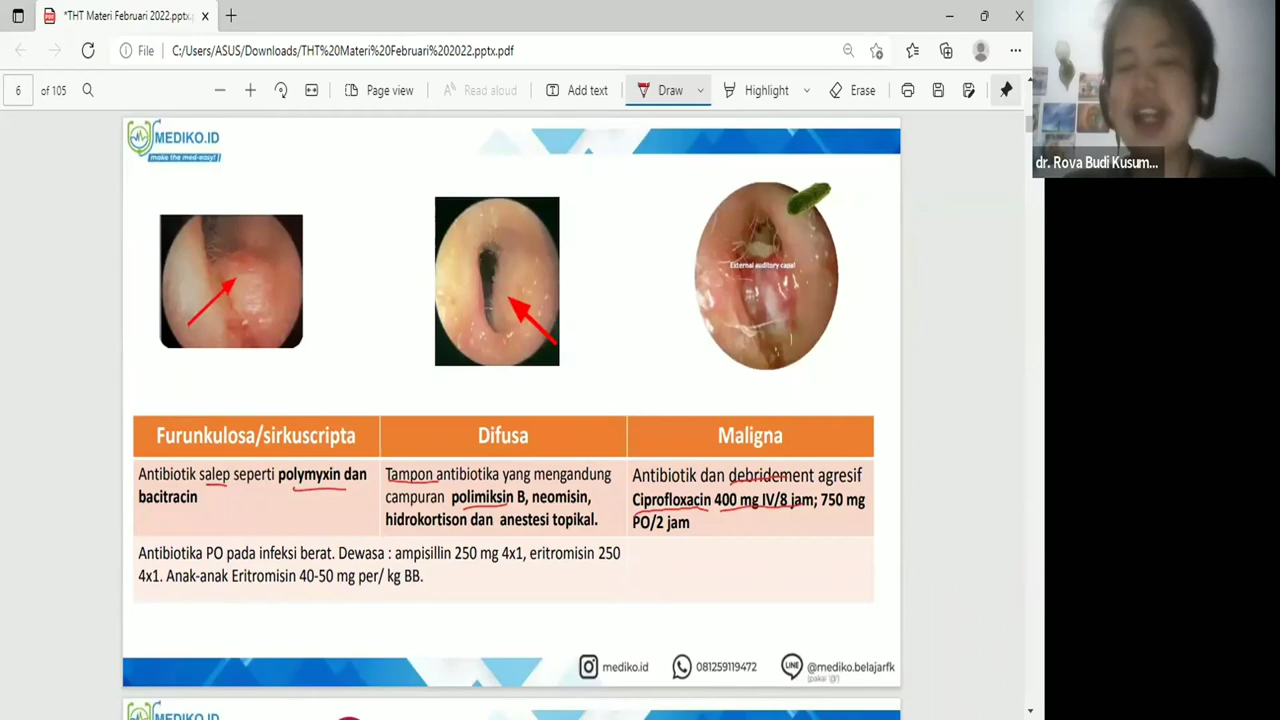 *THT Materi Februari 2022.pptx.
File
C:/Users/ASUS/Downloads/THT%20Materi%20Februari%202022.pptx.pdf
6 of 105
Page view
Read aloud
Add text
Draw
Highlight
Erase
dr. Rova Budi Kusum...
MEDIKO.ID
make the med-easy!
External auditory canal
Furunkulosa/sirkuscripta
Difusa
Maligna
Antibiotik salep seperti polymyxin dan
bacitracin
Tampon antibiotika yang mengandung
campuran polimiksin B, neomisin,
hidrokortison dan anestesi topikal.
Antibiotik dan debridement agresif
Ciprofloxacin 400 mg IV/8 jam; 750 mg
PO/2 jam
Antibiotika PO pada infeksi berat. Dewasa : ampisillin 250 mg 4x1, eritromisin 250
4x1. Anak-anak Eritromisin 40-50 mg per/ kg BB.
mediko.id
081259119472
LINE
@mediko.belajarfk
(pakai '@')
MEDIKO.ID